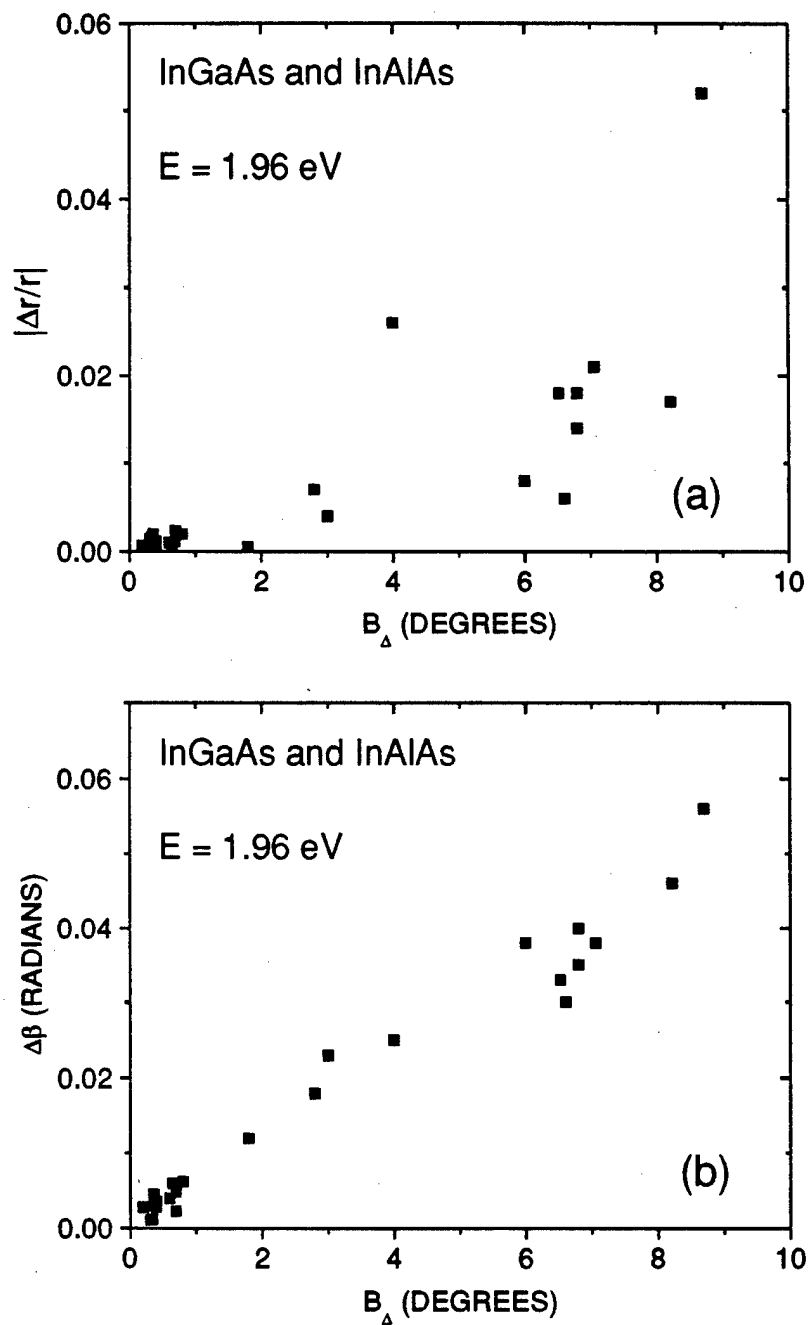 0.06
InGaAs and InAlAs
E = 1.96 eV
0.04
|Δr/r|
0.02
(a)
0.00
0 2 4 6 8 10
B_Δ (DEGREES)
InGaAs and InAlAs
0.06
E = 1.96 eV
0.04
Δβ (RADIANS)
0.02
(b)
0.00
0 2 4 6 8 10
B_Δ (DEGREES)